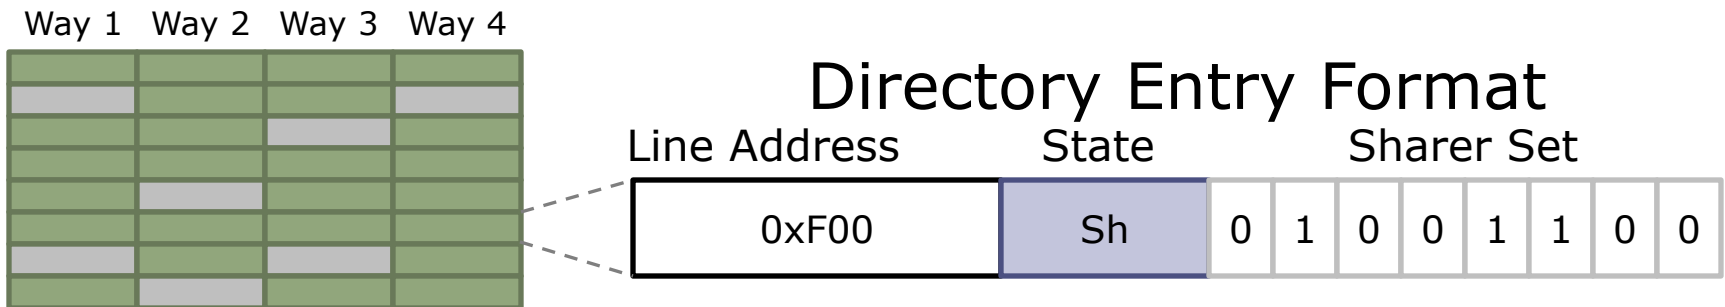 Way 1 Way 2 Way 3 Way 4
Directory Entry Format
Line Address State Sharer Set
0xF00 Sh 0 1 0 0 1 1 0 0